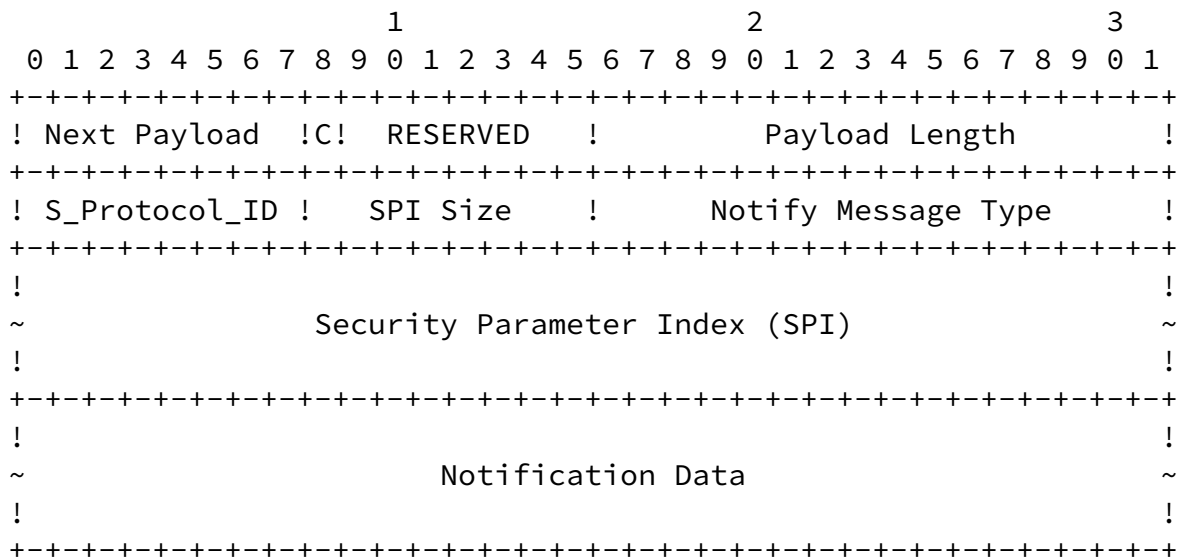 1                   2                   3
 0 1 2 3 4 5 6 7 8 9 0 1 2 3 4 5 6 7 8 9 0 1 2 3 4 5 6 7 8 9 0 1
+-+-+-+-+-+-+-+-+-+-+-+-+-+-+-+-+-+-+-+-+-+-+-+-+-+-+-+-+-+-+-+-+
! Next Payload  !C!  RESERVED   !         Payload Length        !
+-+-+-+-+-+-+-+-+-+-+-+-+-+-+-+-+-+-+-+-+-+-+-+-+-+-+-+-+-+-+-+-+
! S_Protocol_ID !   SPI Size    !      Notify Message Type      !
+-+-+-+-+-+-+-+-+-+-+-+-+-+-+-+-+-+-+-+-+-+-+-+-+-+-+-+-+-+-+-+-+
!                                                               !
~                Security Parameter Index (SPI)                 ~
!                                                               !
+-+-+-+-+-+-+-+-+-+-+-+-+-+-+-+-+-+-+-+-+-+-+-+-+-+-+-+-+-+-+-+-+
!                                                               !
~                       Notification Data                       ~
!                                                               !
+-+-+-+-+-+-+-+-+-+-+-+-+-+-+-+-+-+-+-+-+-+-+-+-+-+-+-+-+-+-+-+-+